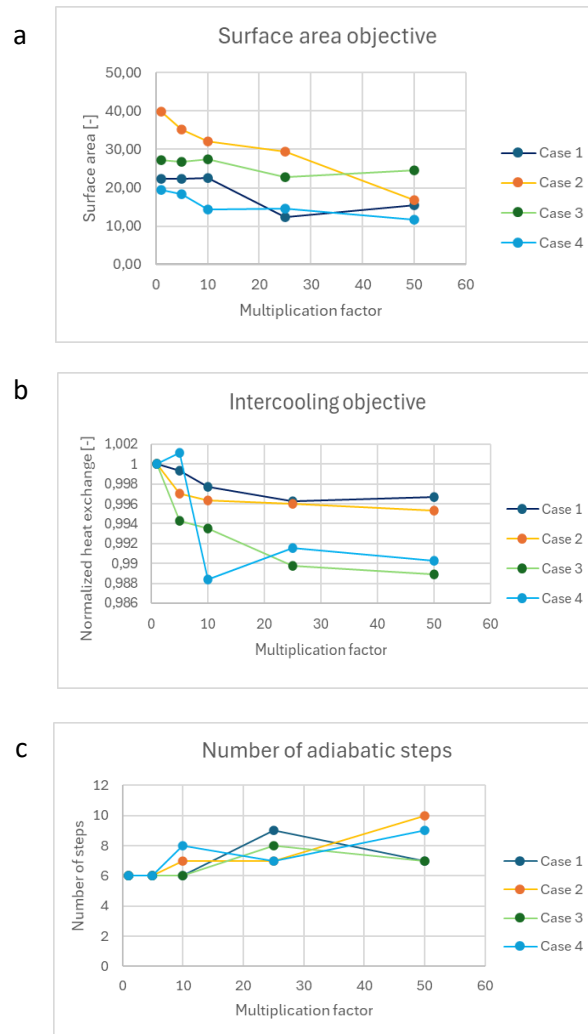 a
Surface area objective
50,00
40,00
30,00
20,00
10,00
0,00
Surface area [-]
0 10 20 30 40 50 60
Multiplication factor
Case 1
Case 2
Case 3
Case 4
b
Intercooling objective
1,002
1
0,998
0,996
0,994
0,992
0,99
0,988
0,986
Normalized heat exchange [-]
0 10 20 30 40 50 60
Multiplication factor
Case 1
Case 2
Case 3
Case 4
c
Number of adiabatic steps
12
10
8
6
4
2
0
Number of steps
0 10 20 30 40 50 60
Multiplication factor
Case 1
Case 2
Case 3
Case 4